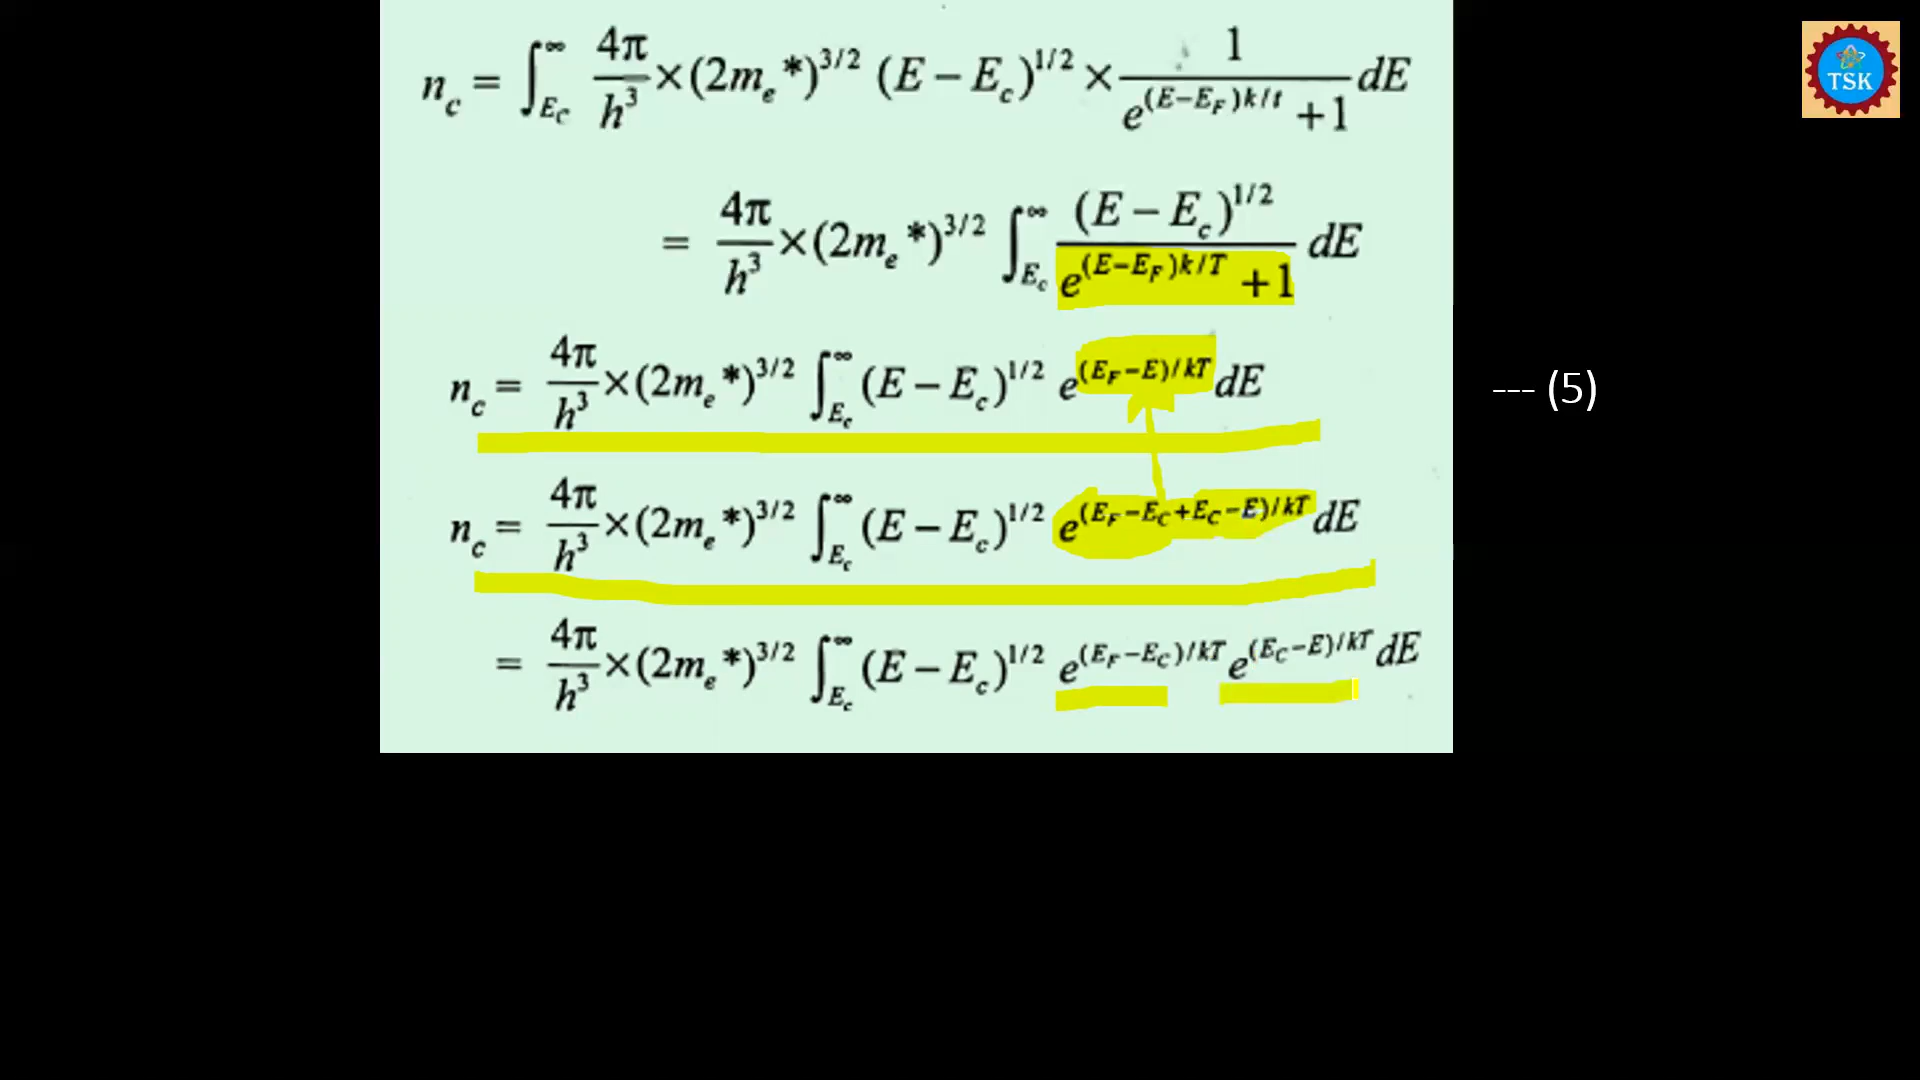 TSK
n_c = ∫_{E_C}^{∞} 4π/h³ × (2m_e*)^{3/2} (E − E_c)^{1/2} × 1/(e^{(E−E_F)k/t} + 1) dE
= 4π/h³ × (2m_e*)^{3/2} ∫_{E_c}^{∞} (E − E_c)^{1/2}/(e^{(E−E_F)k/T} + 1) dE
n_c = 4π/h³ × (2m_e*)^{3/2} ∫_{E_c}^{∞} (E − E_c)^{1/2} e^{(E_F−E)/kT} dE --- (5)
n_c = 4π/h³ × (2m_e*)^{3/2} ∫_{E_c}^{∞} (E − E_c)^{1/2} e^{(E_F−E_C+E_C−E)/kT} dE
= 4π/h³ × (2m_e*)^{3/2} ∫_{E_c}^{∞} (E − E_c)^{1/2} e^{(E_F−E_C)/kT} e^{(E_C−E)/kT} dE